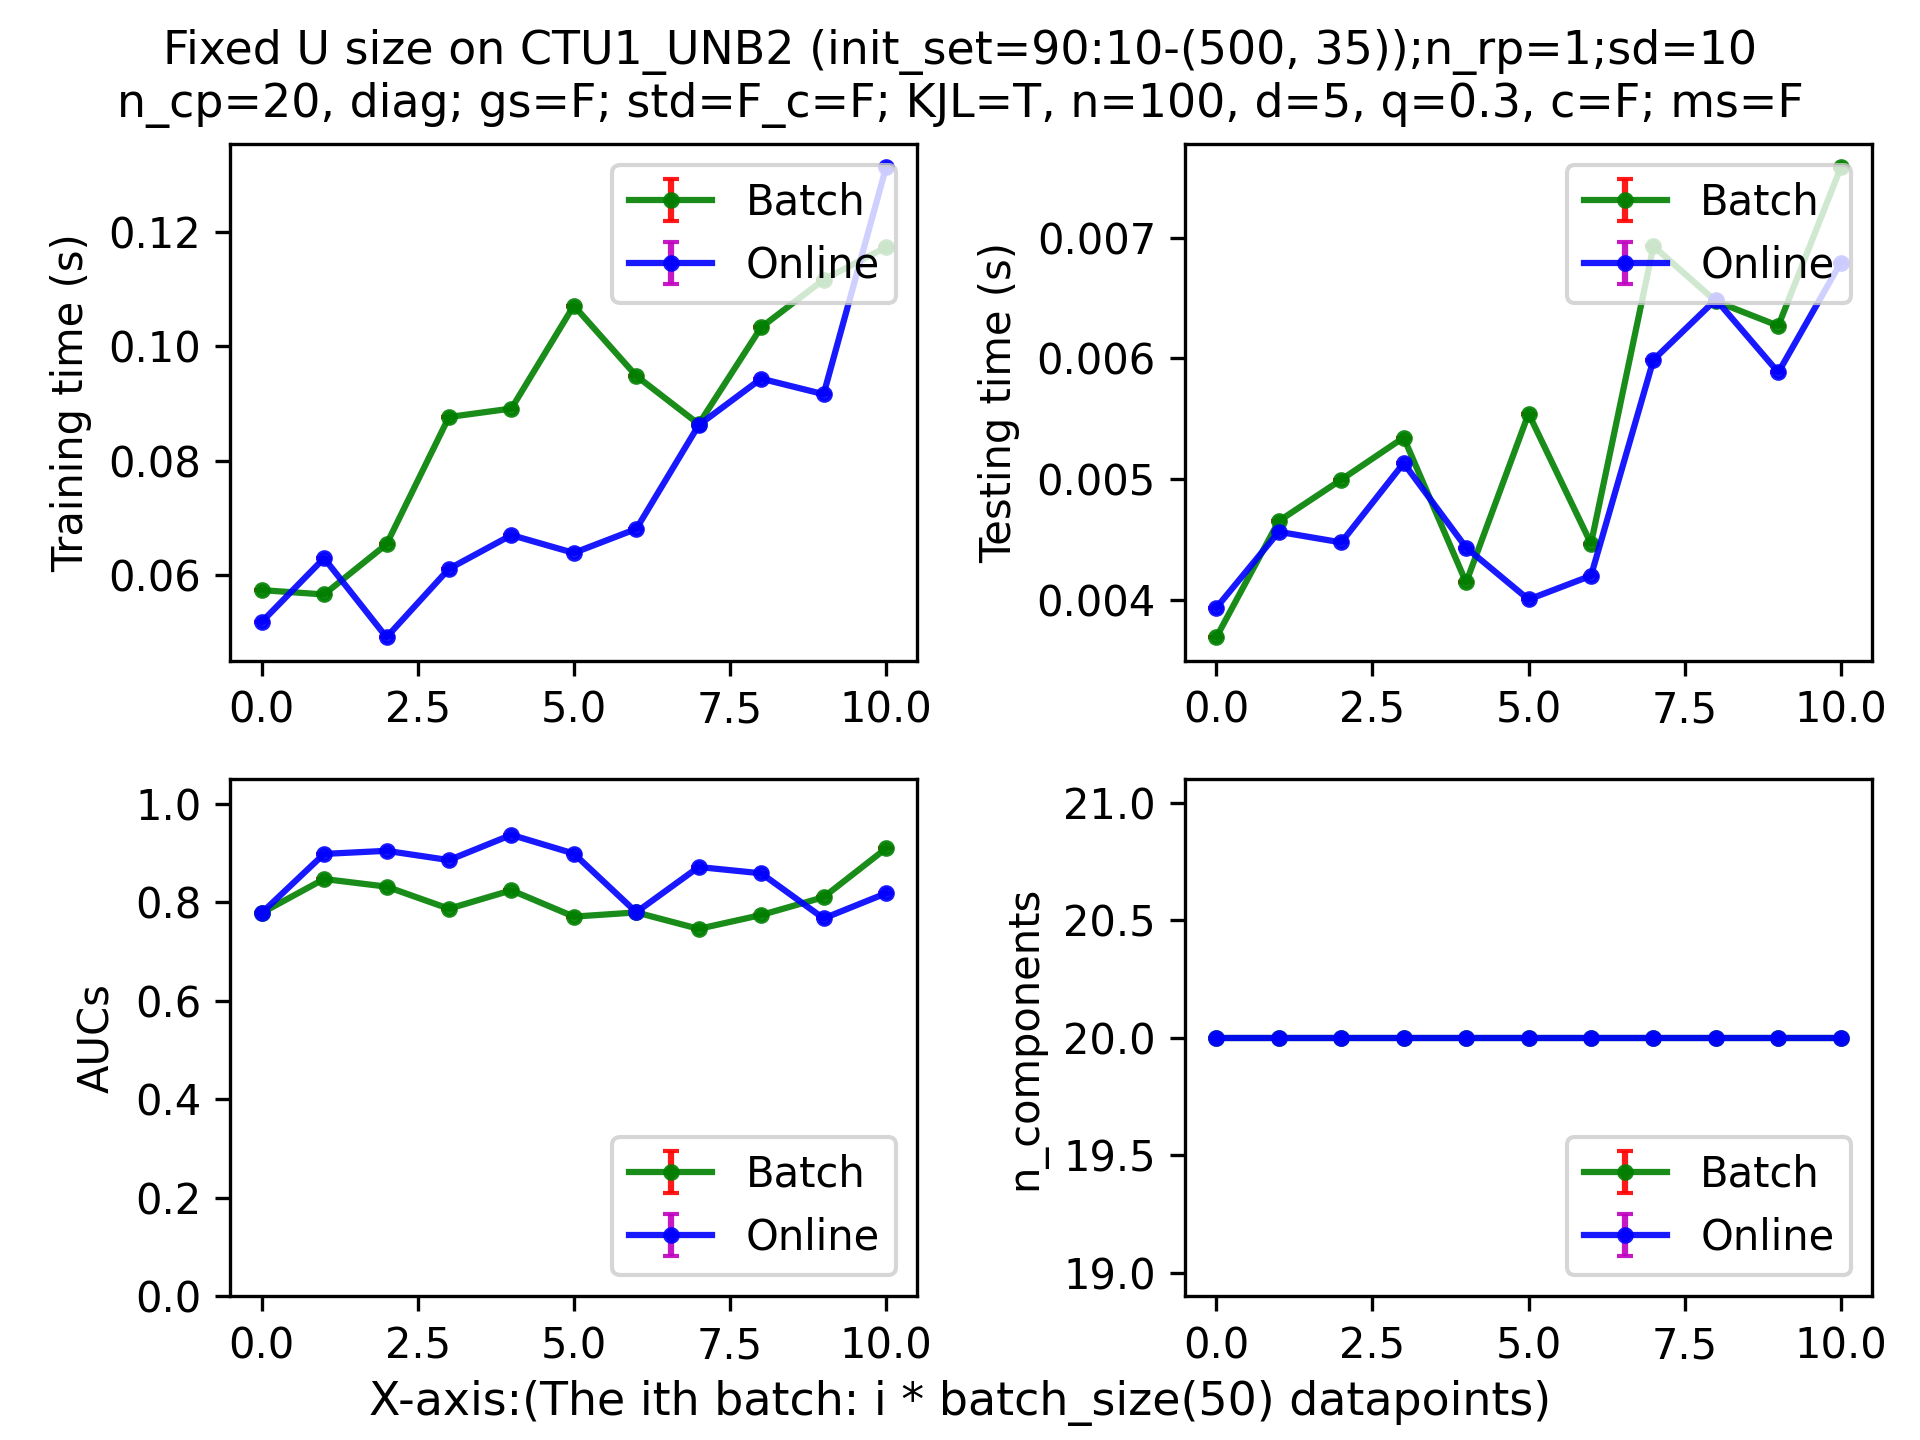 Fixed U size on CTU1_UNB2 (init_set=90:10-(500, 35));n_rp=1;sd=10
n_cp=20, diag; gs=F; std=F_c=F; KJL=T, n=100, d=5, q=0.3, c=F; ms=F
Training time (s)
0.12
0.10
0.08
0.06
0.0 2.5 5.0 7.5 10.0
Batch
Online
Testing time (s)
0.007
0.006
0.005
0.004
0.0 2.5 5.0 7.5 10.0
Batch
Online
AUCs
1.0
0.8
0.6
0.4
0.2
0.0
0.0 2.5 5.0 7.5 10.0
Batch
Online
n_components
21.0
20.5
20.0
19.5
19.0
0.0 2.5 5.0 7.5 10.0
Batch
Online
X-axis:(The ith batch: i * batch_size(50) datapoints)